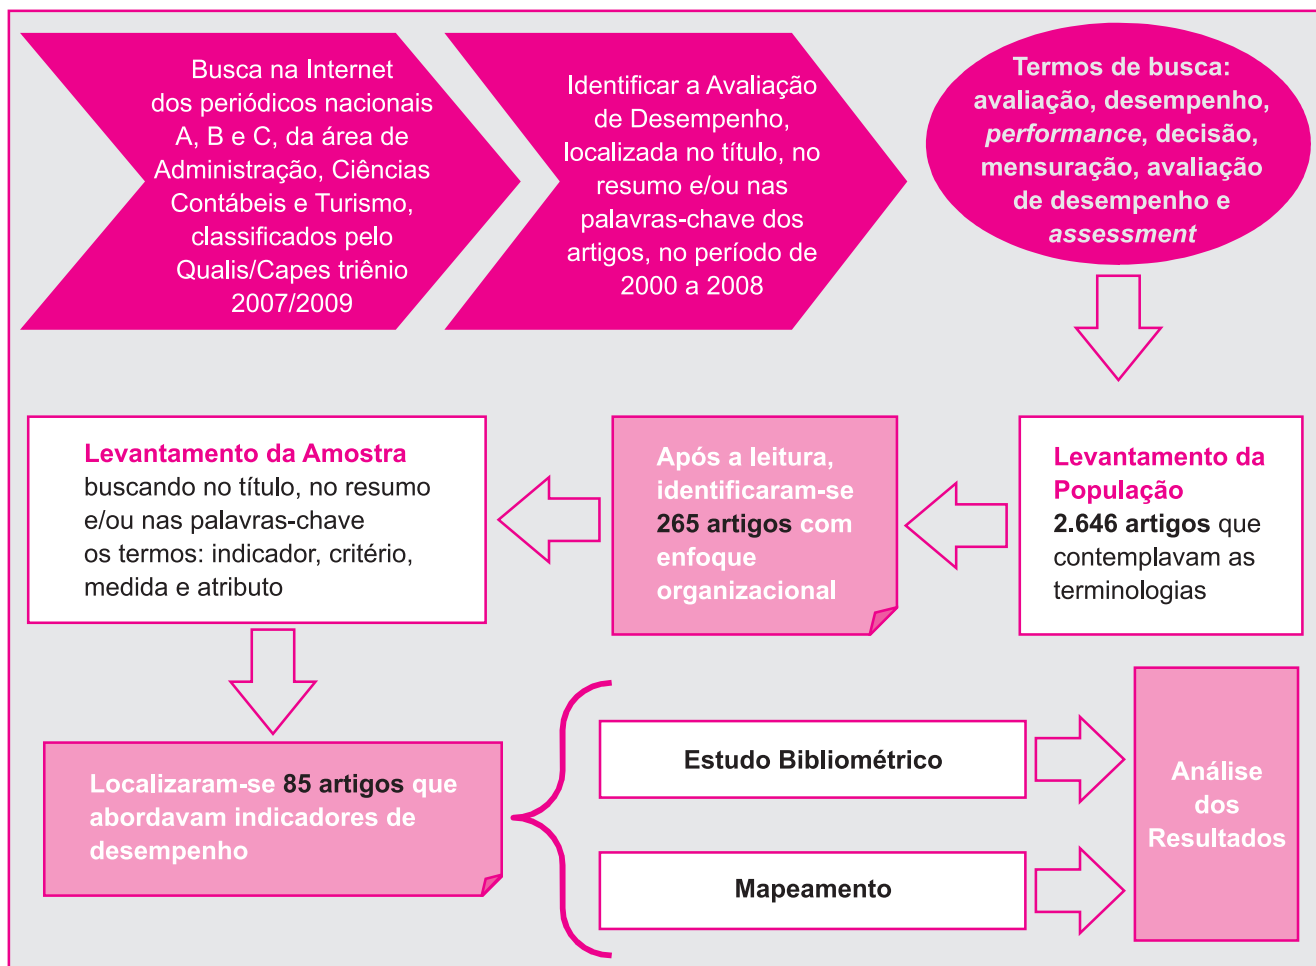 Busca na Internet
dos periódicos nacionais
A, B e C, da área de
Administração, Ciências
Contábeis e Turismo,
classificados pelo
Qualis/Capes triênio
2007/2009
Identificar a Avaliação
de Desempenho,
localizada no título, no
resumo e/ou nas
palavras-chave dos
artigos, no período de
2000 a 2008
Termos de busca:
avaliação, desempenho,
performance, decisão,
mensuração, avaliação
de desempenho e
assessment
Levantamento da
População
2.646 artigos que
contemplavam as
terminologias
Após a leitura,
identificaram-se
265 artigos com
enfoque
organizacional
Levantamento da Amostra
buscando no título, no resumo
e/ou nas palavras-chave
os termos: indicador, critério,
medida e atributo
Localizaram-se 85 artigos que
abordavam indicadores de
desempenho
Estudo Bibliométrico
Mapeamento
Análise
dos
Resultados